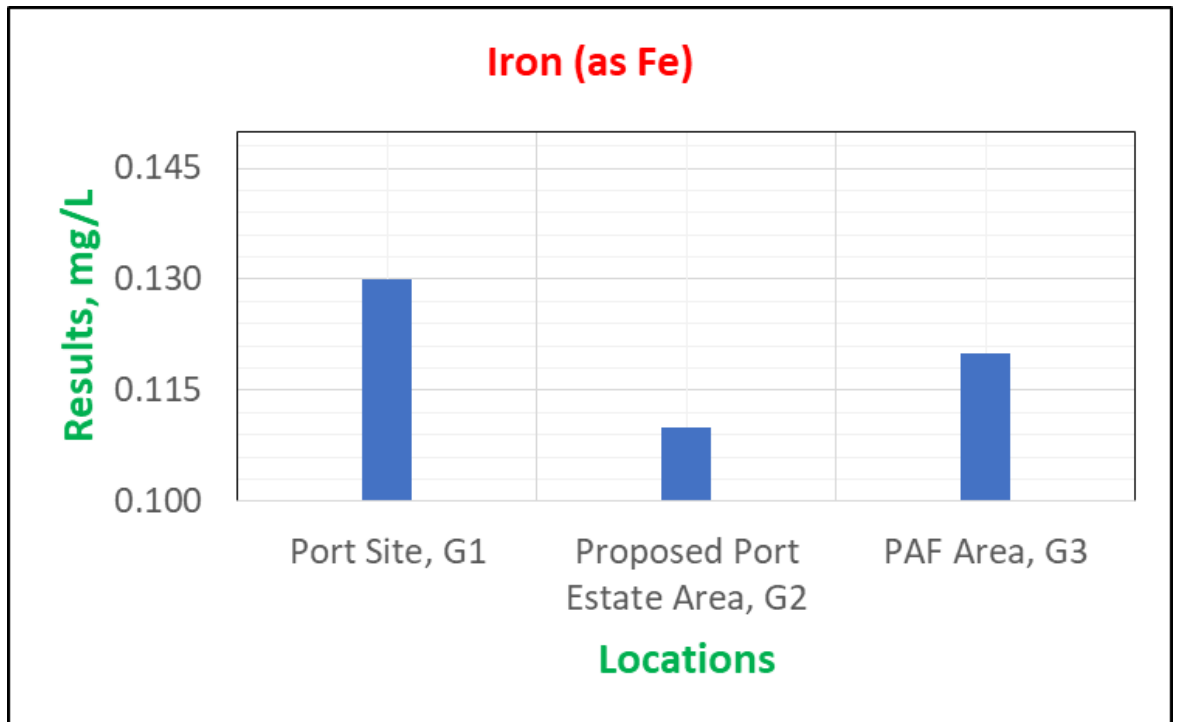 Iron (as Fe)
Results, mg/L
0.145
0.130
0.115
0.100
Port Site, G1
Proposed Port
Estate Area, G2
PAF Area, G3
Locations